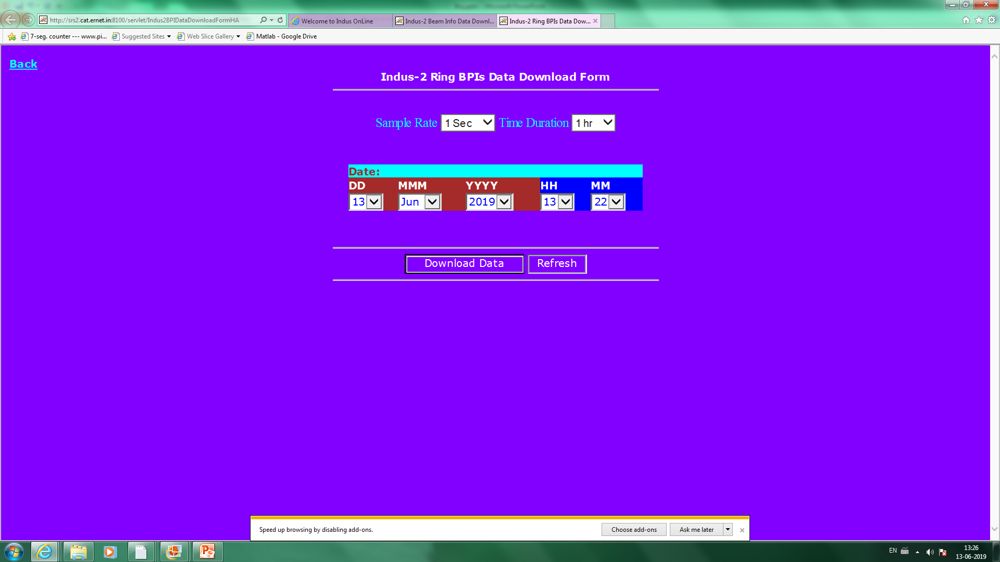 http://srs2.cat.ernet.in:8100/servlet/Indus2BPIDataDownloadFormHA
Welcome to Indus OnLine
Indus-2 Beam Info Data Downl...
Indus-2 Ring BPIs Data Dow...
7-seg. counter --- www.pi...
Suggested Sites
Web Slice Gallery
Matlab - Google Drive
Back
Indus-2 Ring BPIs Data Download Form
Sample Rate 1 Sec Time Duration 1 hr
Date:
DD MMM YYYY HH MM
13 Jun 2019 13 22
Download Data Refresh
Speed up browsing by disabling add-ons. Choose add-ons Ask me later
EN 13:26
13-06-2019